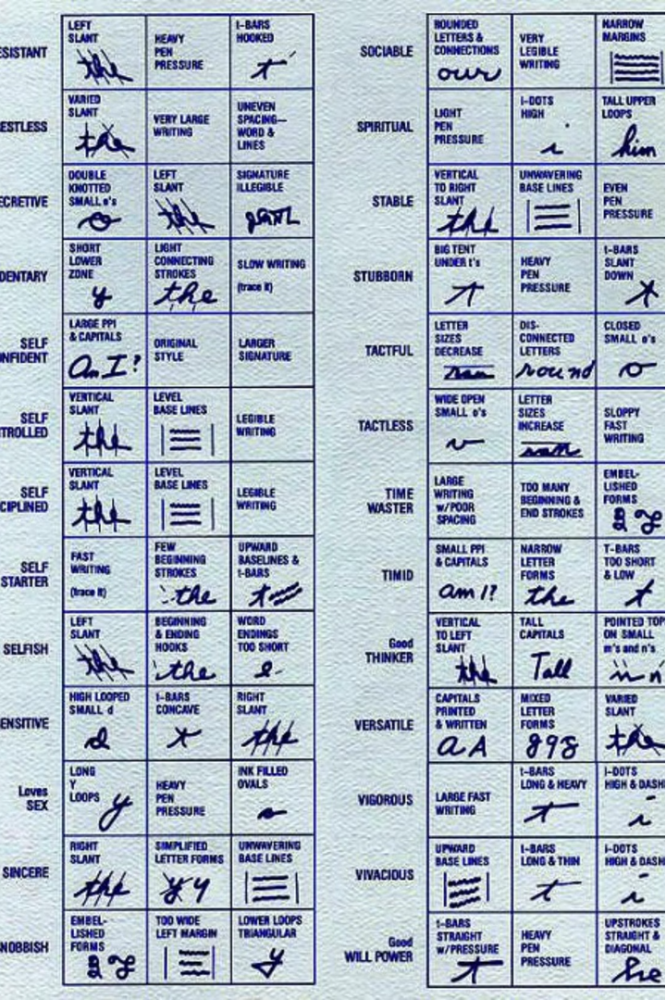 ESISTANT
LEFT
SLANT
the
HEAVY
PEN
PRESSURE
t-BARS
HOOKED
t
ESTLESS
VARIED
SLANT
the
VERY LARGE
WRITING
UNEVEN
SPACING—
WORD &
LINES
ECRETIVE
DOUBLE
KNOTTED
SMALL o's
o
LEFT
SLANT
the
SIGNATURE
ILLEGIBLE
DENTARY
SHORT
LOWER
ZONE
y
LIGHT
CONNECTING
STROKES
the
SLOW WRITING
(trace it)
SELF
NFIDENT
LARGE PPI
& CAPITALS
Am I?
ORIGINAL
STYLE
LARGER
SIGNATURE
SELF
TROLLED
VERTICAL
SLANT
the
LEVEL
BASE LINES
LEGIBLE
WRITING
SELF
CIPLINED
VERTICAL
SLANT
the
LEVEL
BASE LINES
LEGIBLE
WRITING
SELF
STARTER
FAST
WRITING
(trace it)
FEW
BEGINNING
STROKES
the
UPWARD
BASELINES &
t-BARS
t
SELFISH
LEFT
SLANT
the
BEGINNING
& ENDING
HOOKS
the
WORD
ENDINGS
TOO SHORT
e
ENSITIVE
HIGH LOOPED
SMALL d
d
t-BARS
CONCAVE
t
RIGHT
SLANT
the
Loves
SEX
LONG
Y
LOOPS
y
HEAVY
PEN
PRESSURE
INK FILLED
OVALS
SINCERE
RIGHT
SLANT
the
SIMPLIFIED
LETTER FORMS
y y
UNWAVERING
BASE LINES
NOBBISH
EMBEL-
LISHED
FORMS
TOO WIDE
LEFT MARGIN
LOWER LOOPS
TRIANGULAR
y
SOCIABLE
ROUNDED
LETTERS &
CONNECTIONS
our
VERY
LEGIBLE
WRITING
NARROW
MARGINS
SPIRITUAL
LIGHT
PEN
PRESSURE
i-DOTS
HIGH
i
TALL UPPER
LOOPS
him
STABLE
VERTICAL
TO RIGHT
SLANT
the
UNWAVERING
BASE LINES
EVEN
PEN
PRESSURE
STUBBORN
BIG TENT
UNDER t's
t
HEAVY
PEN
PRESSURE
t-BARS
SLANT
DOWN
t
TACTFUL
LETTER
SIZES
DECREASE
DIS-
CONNECTED
LETTERS
round
CLOSED
SMALL o's
o
TACTLESS
WIDE OPEN
SMALL o's
LETTER
SIZES
INCREASE
SLOPPY
FAST
WRITING
TIME
WASTER
LARGE
WRITING
w/POOR
SPACING
TOO MANY
BEGINNING &
END STROKES
EMBEL-
LISHED
FORMS
TIMID
SMALL PPI
& CAPITALS
am I?
NARROW
LETTER
FORMS
the
T-BARS
TOO SHORT
& LOW
t
Good
THINKER
VERTICAL
TO LEFT
SLANT
the
TALL
CAPITALS
Tall
POINTED TOP
ON SMALL
m's and n's
m n
VERSATILE
CAPITALS
PRINTED
& WRITTEN
a A
MIXED
LETTER
FORMS
898
VARIED
SLANT
the
VIGOROUS
LARGE FAST
WRITING
t-BARS
LONG & HEAVY
t
i-DOTS
HIGH & DASH
i
VIVACIOUS
UPWARD
BASE LINES
t-BARS
LONG & THIN
t
i-DOTS
HIGH & DASH
i
Good
WILL POWER
t-BARS
STRAIGHT
w/PRESSURE
t
HEAVY
PEN
PRESSURE
UPSTROKES
STRAIGHT &
DIAGONAL
he